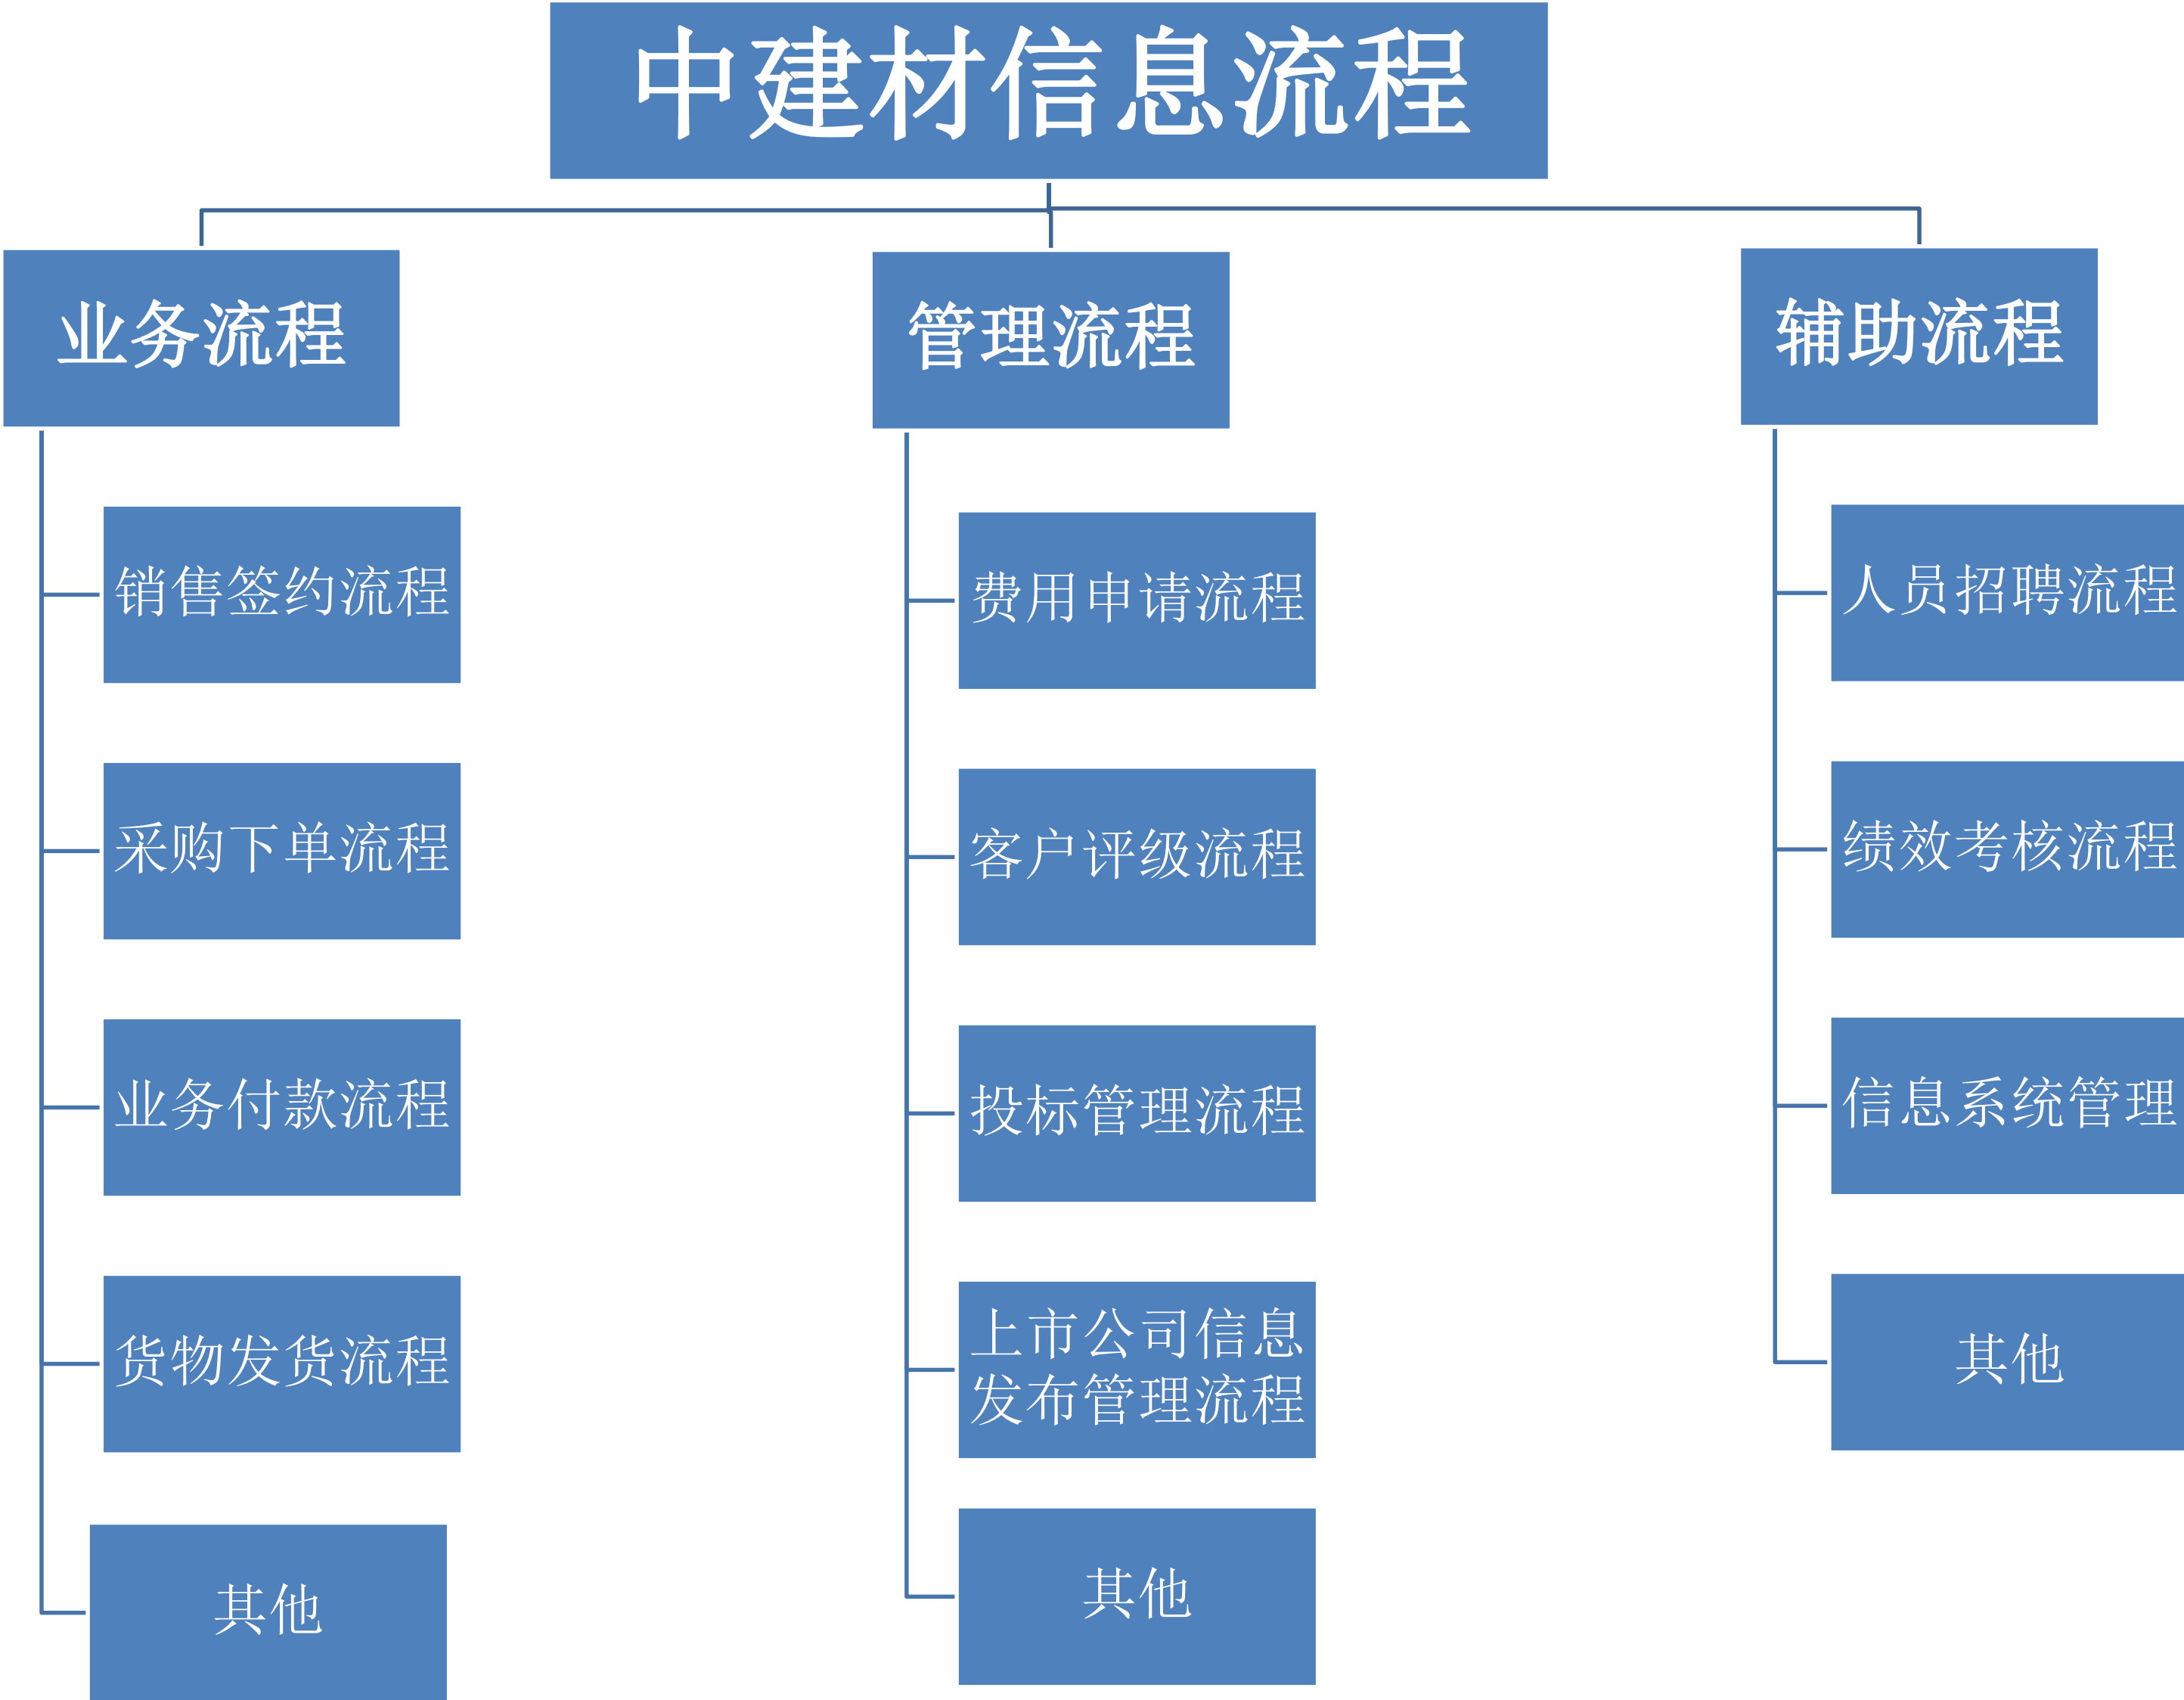 中建材信息流程
业务流程
管理流程
辅助流程
销售签约流程
采购下单流程
业务付款流程
货物发货流程
其他
费用申请流程
客户评级流程
投标管理流程
上市公司信息
发布管理流程
其他
人员招聘流程
绩效考核流程
信息系统管理
其他